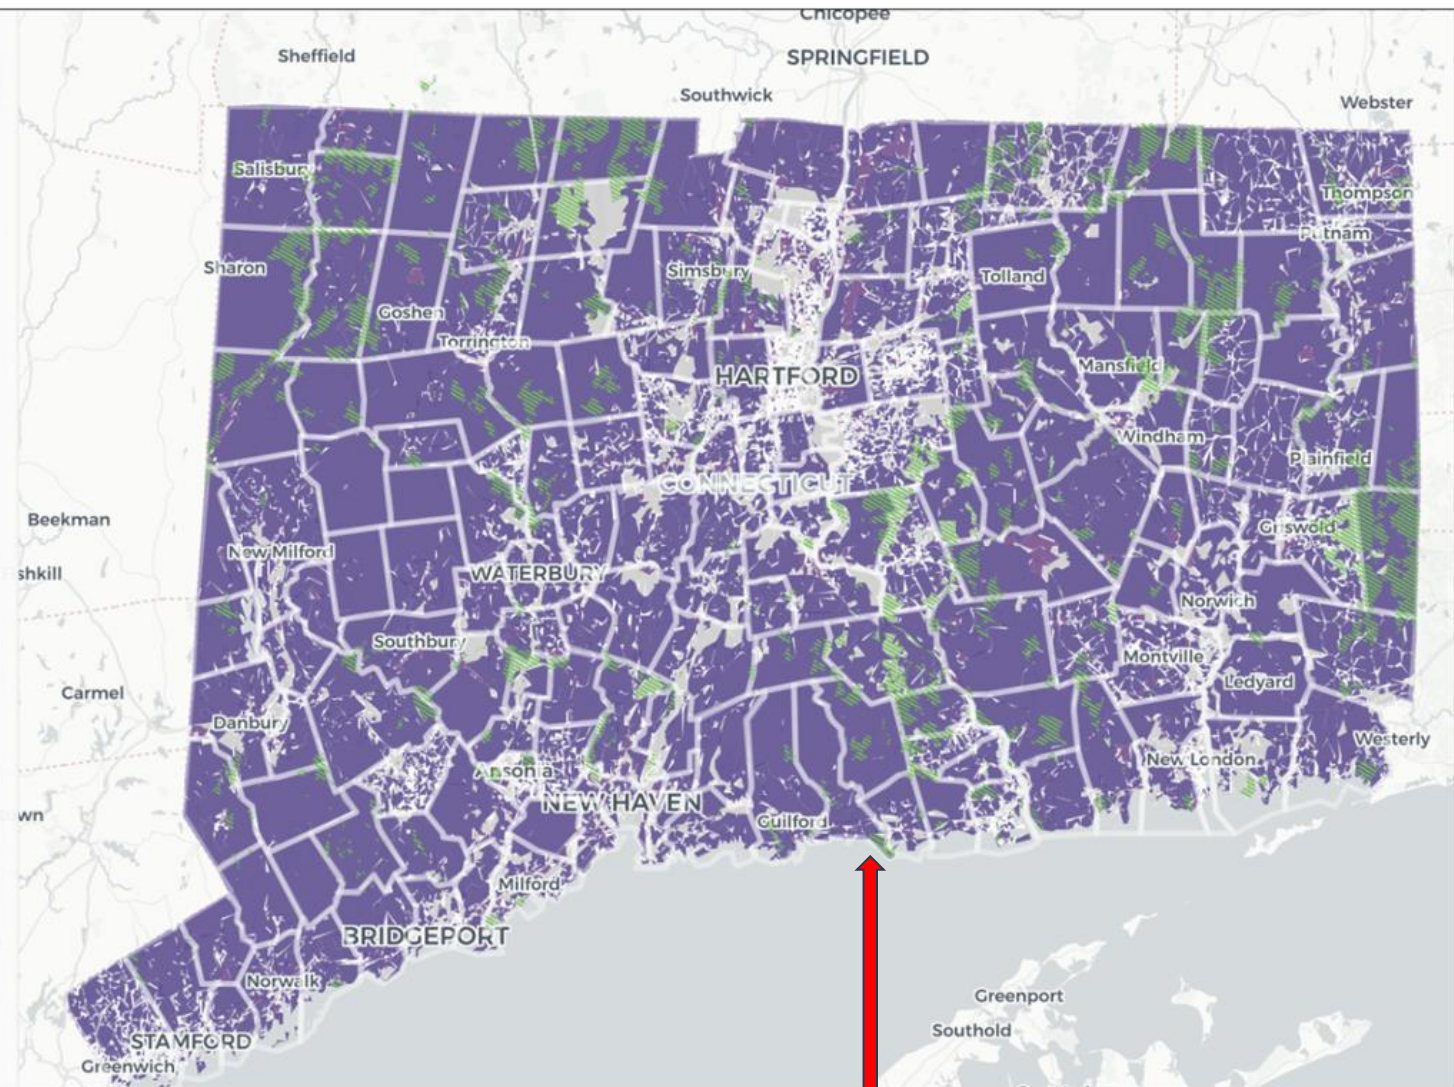 Chicopee
Sheffield
SPRINGFIELD
Southwick
Webster
Salisbury
Thompson
Putnam
Sharon
Simsbury
Tolland
Goshen
Torrington
Mansfield
HARTFORD
Windham
Plainfield
CONNECTICUT
Beekman
Griswold
New Milford
WATERBURY
shkill
Norwich
Southbury
Montville
Ledyard
Carmel
Danbury
Westerly
New London
Ansonia
NEW HAVEN
wn
Guilford
Milford
BRIDGEPORT
Norwalk
Greenport
Southold
STAMFORD
Greenwich